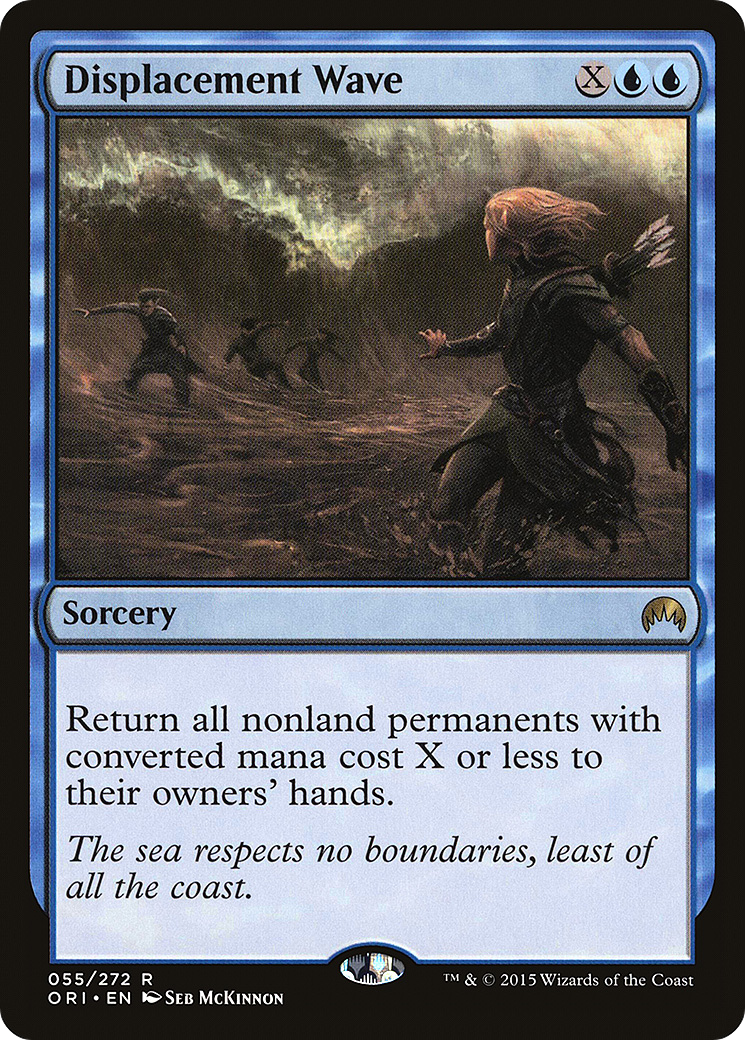 Displacement Wave X
Sorcery
Return all nonland permanents with
converted mana cost X or less to
their owners’ hands.
The sea respects no boundaries, least of
all the coast.
055/272 R
ORI • EN Seb McKinnon
™ & © 2015 Wizards of the Coast